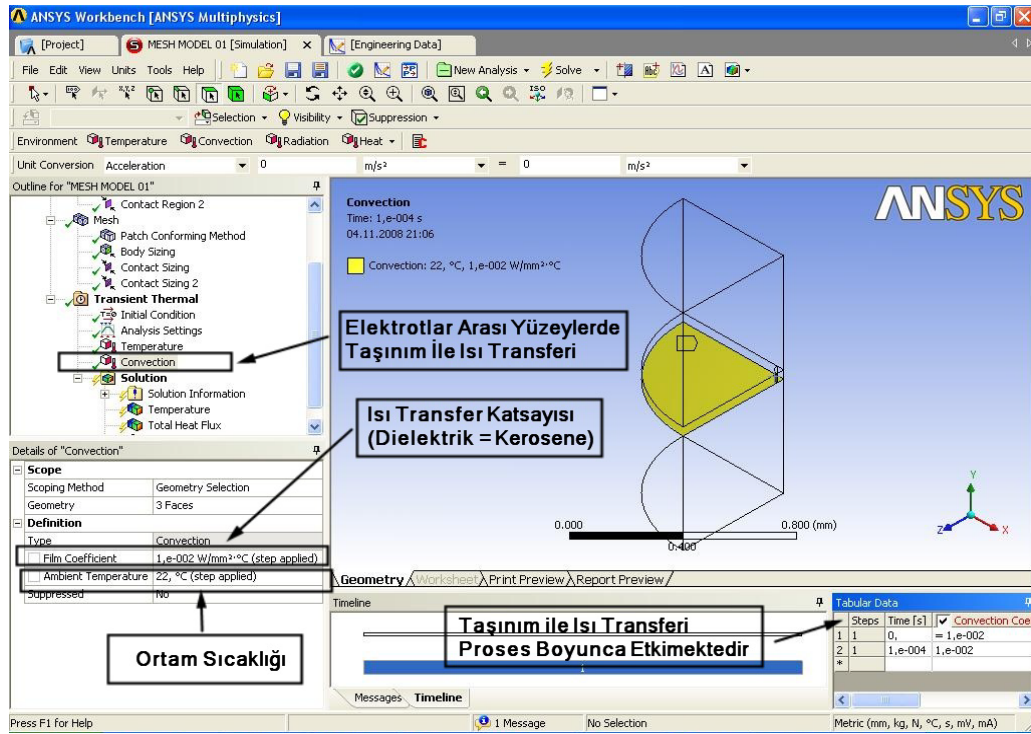 ANSYS Workbench [ANSYS Multiphysics]
[Project] MESH MODEL 01 [Simulation] [Engineering Data]
File Edit View Units Tools Help New Analysis Solve
Selection Visibility Suppression
Environment Temperature Convection Radiation Heat
Unit Conversion Acceleration 0 m/s² = 0 m/s²
Outline for "MESH MODEL 01"
Contact Region 2
Mesh
Patch Conforming Method
Body Sizing
Contact Sizing
Contact Sizing 2
Transient Thermal
Initial Condition
Analysis Settings
Temperature
Convection
Solution
Solution Information
Temperature
Total Heat Flux
Convection
Time: 1,e-004 s
04.11.2008 21:06
Convection: 22, °C, 1,e-002 W/mm²·°C
ANSYS
Elektrotlar Arası Yüzeylerde
Taşınım İle Isı Transferi
Isı Transfer Katsayısı
(Dielektrik = Kerosene)
Y
Z
X
0.000
0.800 (mm)
0.400
Details of "Convection"
Scope
Scoping Method Geometry Selection
Geometry 3 Faces
Definition
Type Convection
Film Coefficient 1,e-002 W/mm²·°C (step applied)
Ambient Temperature 22, °C (step applied)
Suppressed No
Ortam Sıcaklığı
Geometry Worksheet Print Preview Report Preview
Timeline
Taşınım ile Isı Transferi
Proses Boyunca Etkimektedir
1
Messages Timeline
Tabular Data
Steps Time [s] Convection Coe
1 1 0, = 1,e-002
2 1 1,e-004 1,e-002
*
Press F1 for Help 1 Message No Selection Metric (mm, kg, N, °C, s, mV, mA)